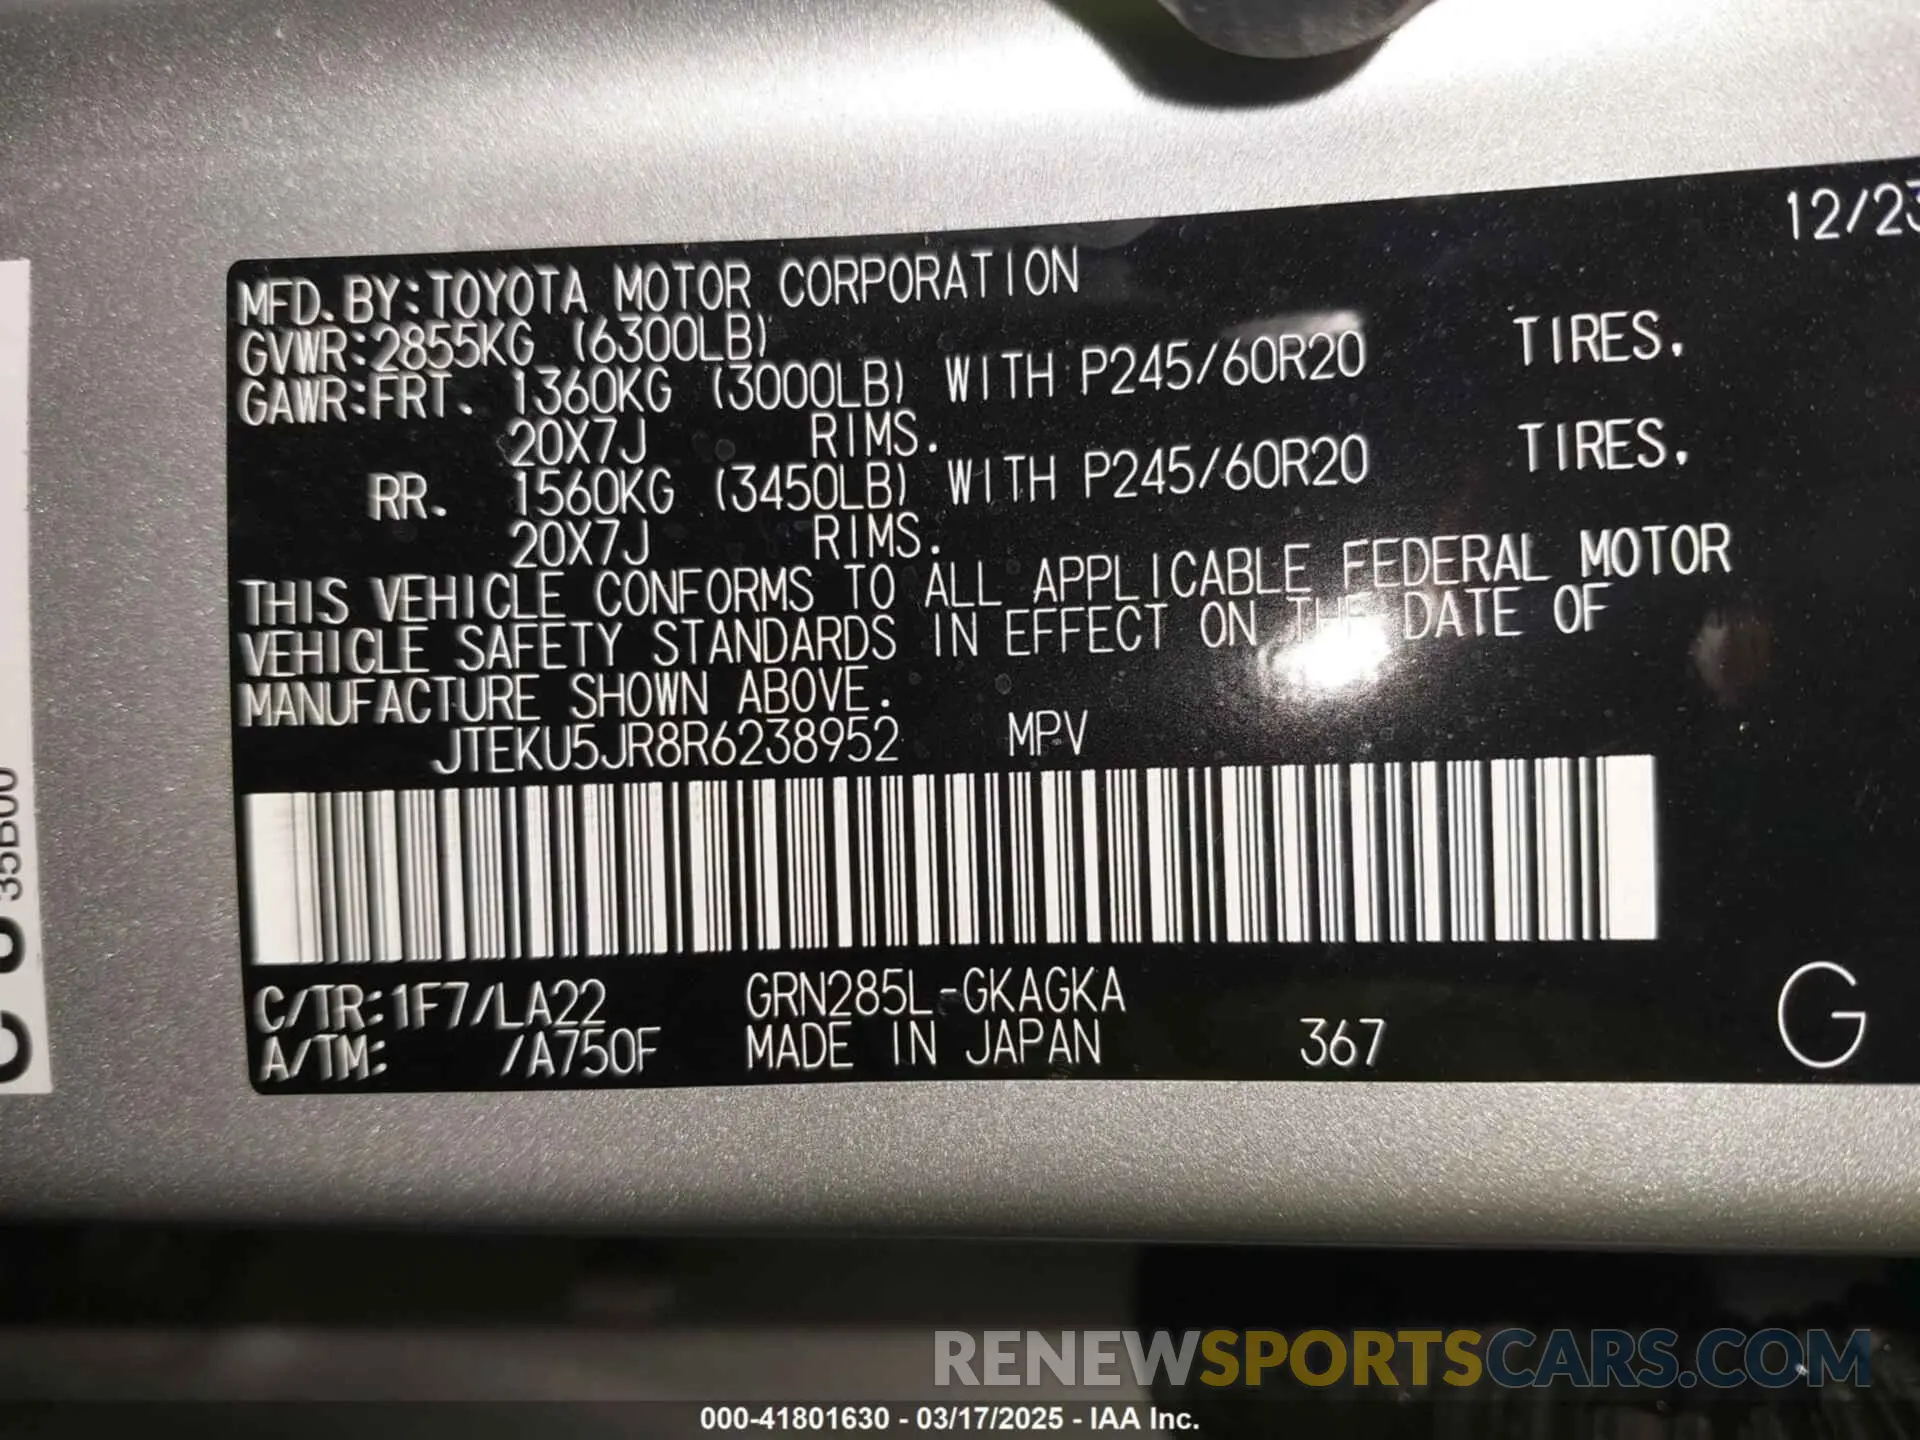 12/23
MFD. BY: TOYOTA MOTOR CORPORATION
GVWR: 2855KG (6300LB)
GAWR: FRT. 1360KG (3000LB) WITH P245/60R20 TIRES.
20X7J RIMS.
RR. 1560KG (3450LB) WITH P245/60R20 TIRES.
20X7J RIMS.
THIS VEHICLE CONFORMS TO ALL APPLICABLE FEDERAL MOTOR
VEHICLE SAFETY STANDARDS IN EFFECT ON THE DATE OF
MANUFACTURE SHOWN ABOVE.
JTEKU5JR8R6238952 MPV
C/TR: 1F7/LA22 GRN285L-GKAGKA
A/TM: /A750F MADE IN JAPAN 367 G
35B00
RENEWSPORTSCARS.COM
000-41801630 - 03/17/2025 - IAA Inc.